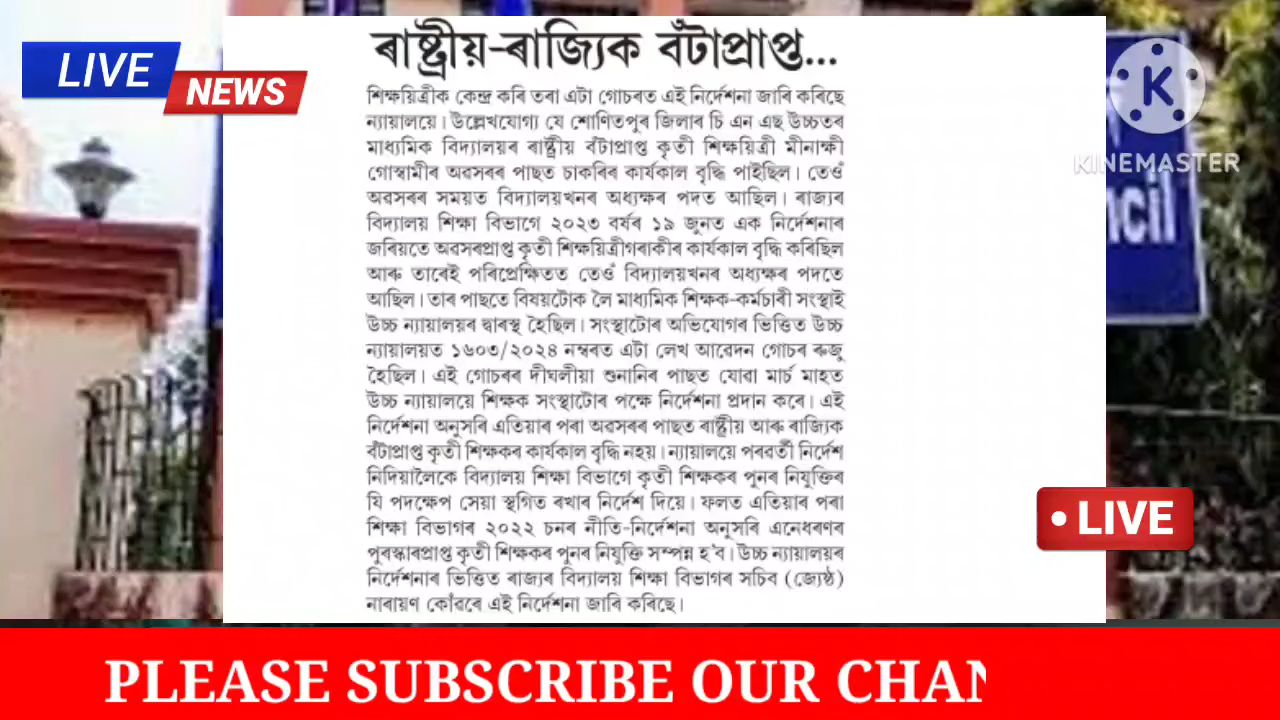 LIVE
NEWS
ৰাষ্ট্ৰীয়-ৰাজ্যিক বঁটাপ্ৰাপ্ত...
শিক্ষয়িত্ৰীক কেন্দ্ৰ কৰি তৰা এটা গোচৰত এই নিৰ্দেশনা জাৰি কৰিছে
ন্যায়ালয়ে। উল্লেখযোগ্য যে শোণিতপুৰ জিলাৰ চি এন এছ উচ্চতৰ
মাধ্যমিক বিদ্যালয়ৰ ৰাষ্ট্ৰীয় বঁটাপ্ৰাপ্ত কৃতী শিক্ষয়িত্ৰী মীনাক্ষী
গোস্বামীৰ অৱসৰৰ পাছত চাকৰিৰ কাৰ্যকাল বৃদ্ধি পাইছিল। তেওঁ
অৱসৰৰ সময়ত বিদ্যালয়খনৰ অধ্যক্ষৰ পদত আছিল। ৰাজ্যৰ
বিদ্যালয় শিক্ষা বিভাগে ২০২৩ বৰ্ষৰ ১৯ জুনত এক নিৰ্দেশনাৰ
জৰিয়তে অৱসৰপ্ৰাপ্ত কৃতী শিক্ষয়িত্ৰীগৰাকীৰ কাৰ্যকাল বৃদ্ধি কৰিছিল
আৰু তাৰেই পৰিপ্ৰেক্ষিতত তেওঁ বিদ্যালয়খনৰ অধ্যক্ষৰ পদতে
আছিল। তাৰ পাছতে বিষয়টোক লৈ মাধ্যমিক শিক্ষক-কৰ্মচাৰী সংস্থাই
উচ্চ ন্যায়ালয়ৰ দ্বাৰস্থ হৈছিল। সংস্থাটোৰ অভিযোগৰ ভিত্তিত উচ্চ
ন্যায়ালয়ত ১৬০৩/২০২৪ নম্বৰত এটা লেখ আৱেদন গোচৰ ৰুজু
হৈছিল। এই গোচৰৰ দীঘলীয়া শুনানিৰ পাছত যোৱা মাৰ্চ মাহত
উচ্চ ন্যায়ালয়ে শিক্ষক সংস্থাটোৰ পক্ষে নিৰ্দেশনা প্ৰদান কৰে। এই
নিৰ্দেশনা অনুসৰি এতিয়াৰ পৰা অৱসৰৰ পাছত ৰাষ্ট্ৰীয় আৰু ৰাজ্যিক
বঁটাপ্ৰাপ্ত কৃতী শিক্ষকৰ কাৰ্যকাল বৃদ্ধি নহয়। ন্যায়ালয়ে পৰৱৰ্তী নিৰ্দেশ
নিদিয়ালৈকে বিদ্যালয় শিক্ষা বিভাগে কৃতী শিক্ষকৰ পুনৰ নিযুক্তিৰ
যি পদক্ষেপ সেয়া স্থগিত ৰখাৰ নিৰ্দেশ দিয়ে। ফলত এতিয়াৰ পৰা
শিক্ষা বিভাগৰ ২০২২ চনৰ নীতি-নিৰ্দেশনা অনুসৰি এনেধৰণৰ
পুৰস্কাৰপ্ৰাপ্ত কৃতী শিক্ষকৰ পুনৰ নিযুক্তি সম্পন্ন হ'ব। উচ্চ ন্যায়ালয়ৰ
নিৰ্দেশনাৰ ভিত্তিত ৰাজ্যৰ বিদ্যালয় শিক্ষা বিভাগৰ সচিব (জ্যেষ্ঠ)
নাৰায়ণ কোঁৱৰে এই নিৰ্দেশনা জাৰি কৰিছে।
K
KINEMASTER
ncil
LIVE
PLEASE SUBSCRIBE OUR CHAN